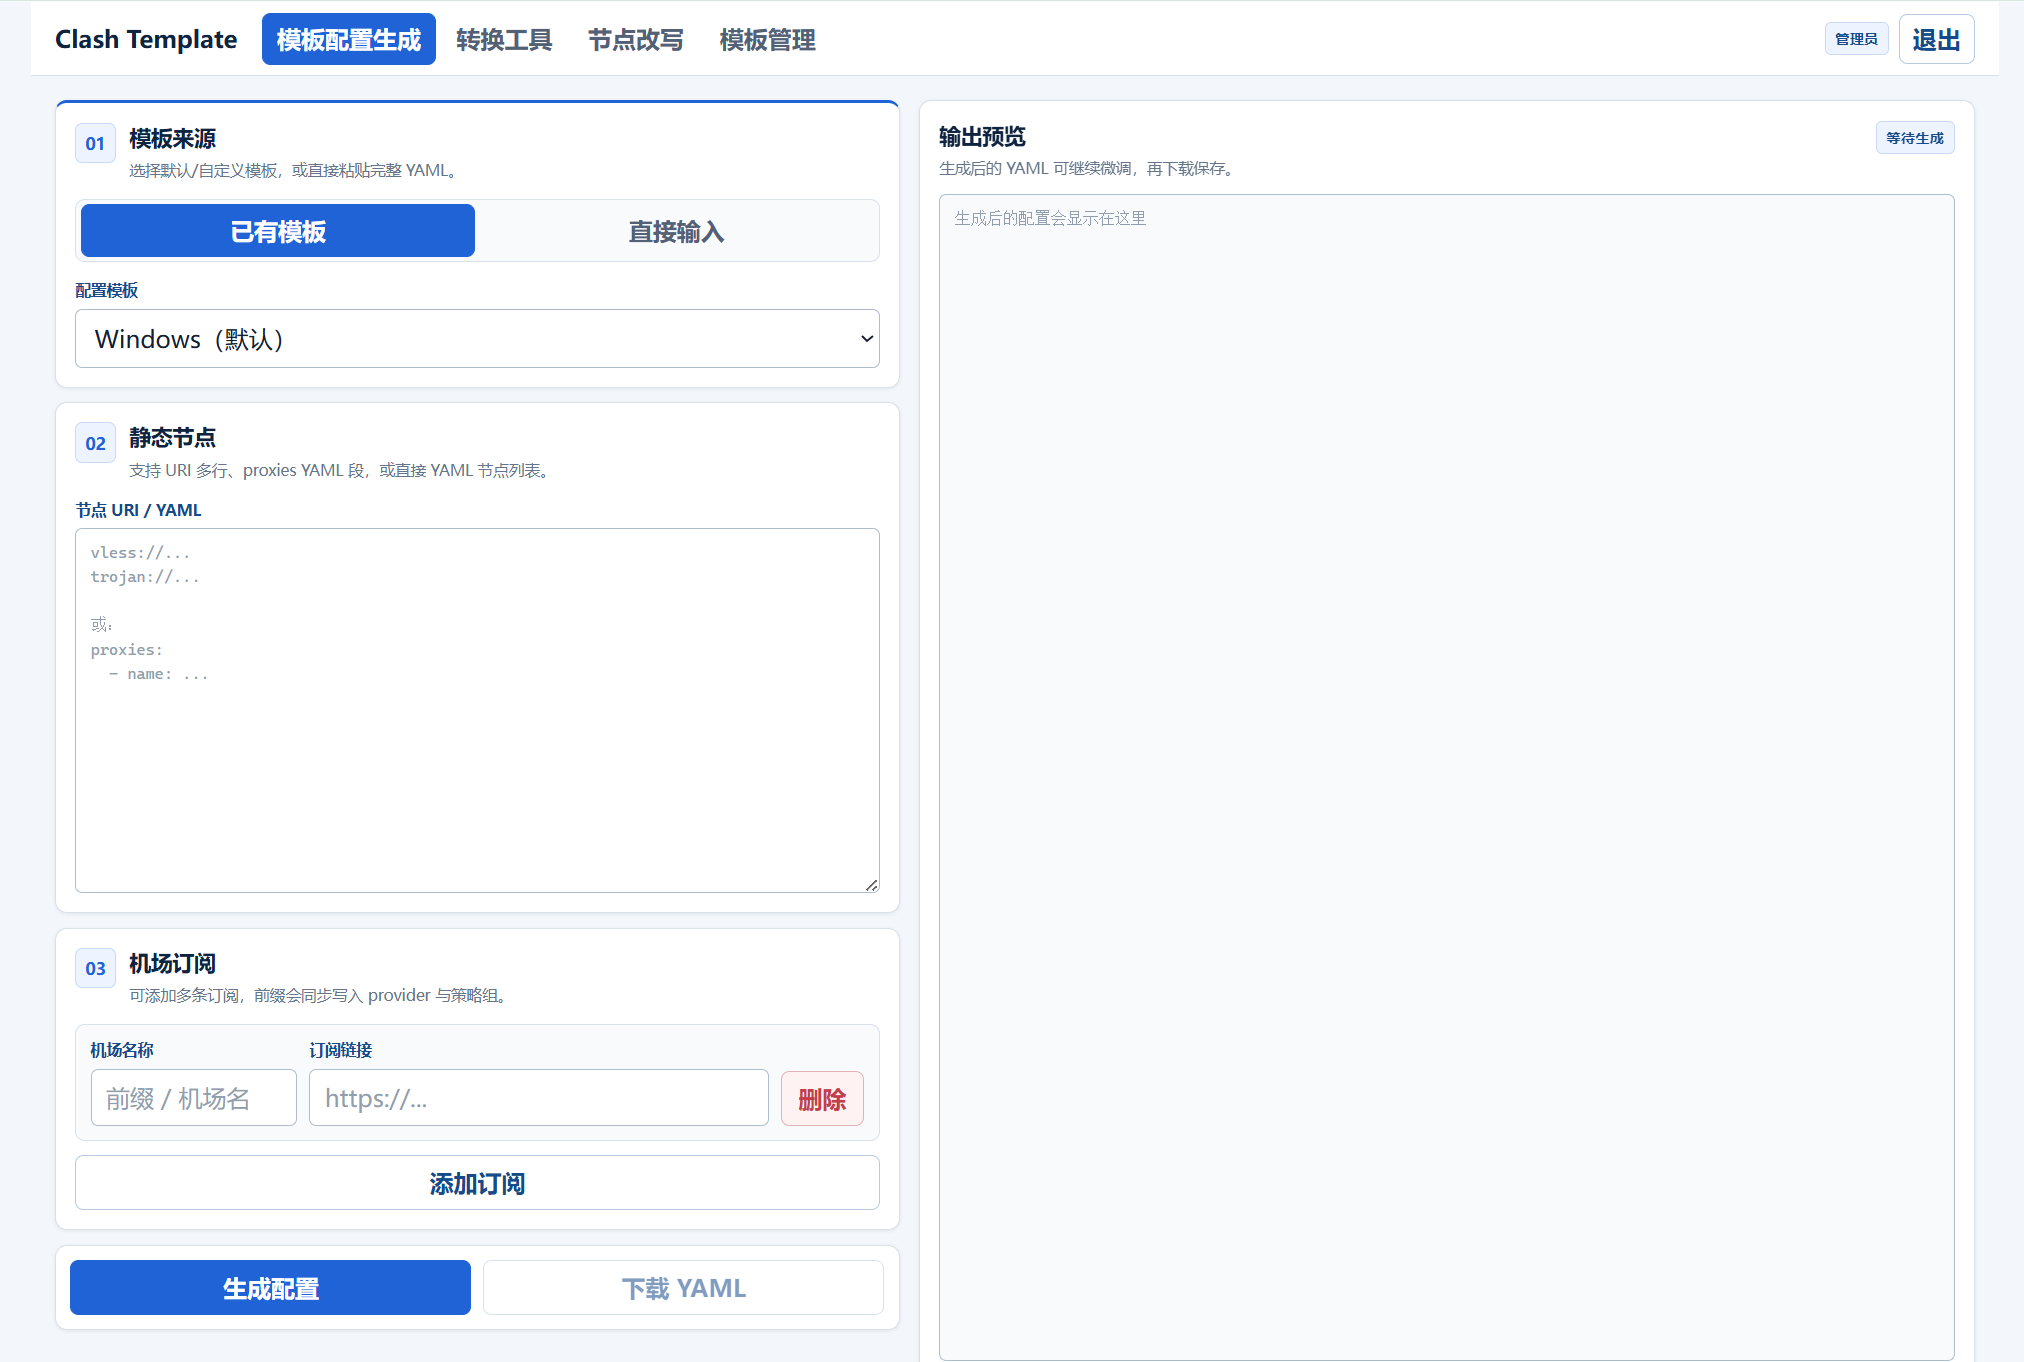 Clash Template
模板配置生成
转换工具
节点改写
模板管理
管理员
退出
01
模板来源
选择默认/自定义模板，或直接粘贴完整 YAML。
已有模板
直接输入
配置模板
Windows（默认）
02
静态节点
支持 URI 多行、proxies YAML 段，或直接 YAML 节点列表。
节点 URI / YAML
vless://...
trojan://...
或：
proxies:
  - name: ...
03
机场订阅
可添加多条订阅，前缀会同步写入 provider 与策略组。
机场名称
订阅链接
前缀 / 机场名
https://...
删除
添加订阅
生成配置
下载 YAML
输出预览
等待生成
生成后的 YAML 可继续微调，再下载保存。
生成后的配置会显示在这里